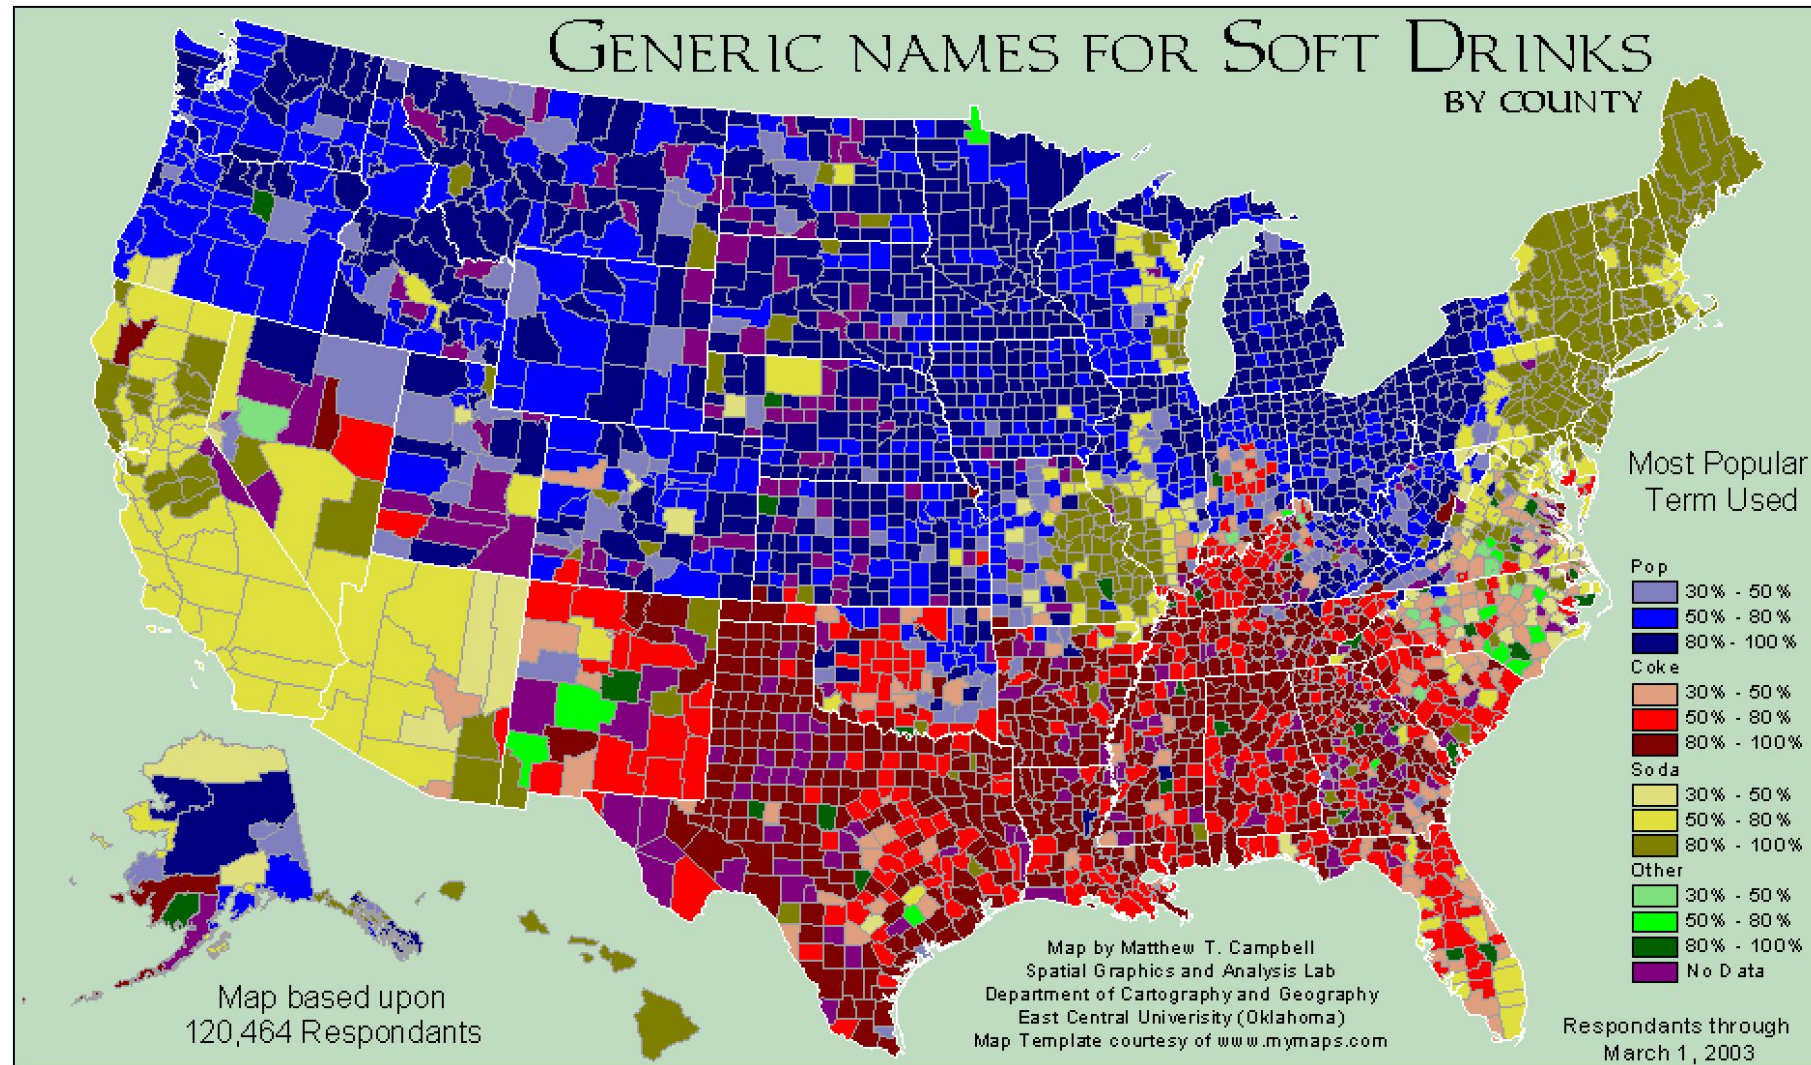 GENERIC NAMES FOR SOFT DRINKS
BY COUNTY
Most Popular
Term Used
Pop
30% - 50%
50% - 80%
80% - 100%
Coke
30% - 50%
50% - 80%
80% - 100%
Soda
30% - 50%
50% - 80%
80% - 100%
Other
30% - 50%
50% - 80%
80% - 100%
No Data
Map based upon
120,464 Respondants
Map by Matthew T. Campbell
Spatial Graphics and Analysis Lab
Department of Cartography and Geography
East Central Univerisity (Oklahoma)
Map Template courtesy of www.mymaps.com
Respondants through
March 1, 2003